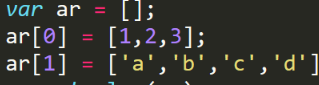 var ar = [];
ar[0] = [1,2,3];
ar[1] = ['a','b','c','d']